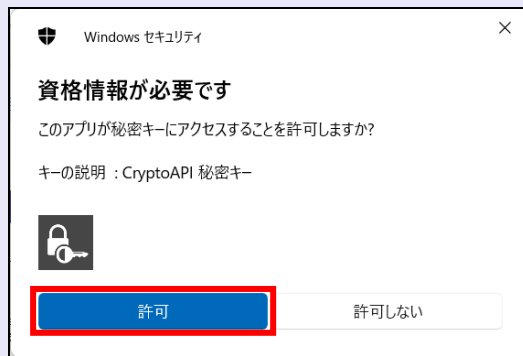 Windows セキュリティ
資格情報が必要です
このアプリが秘密キーにアクセスすることを許可しますか?
キーの説明 : CryptoAPI 秘密キー
許可
許可しない